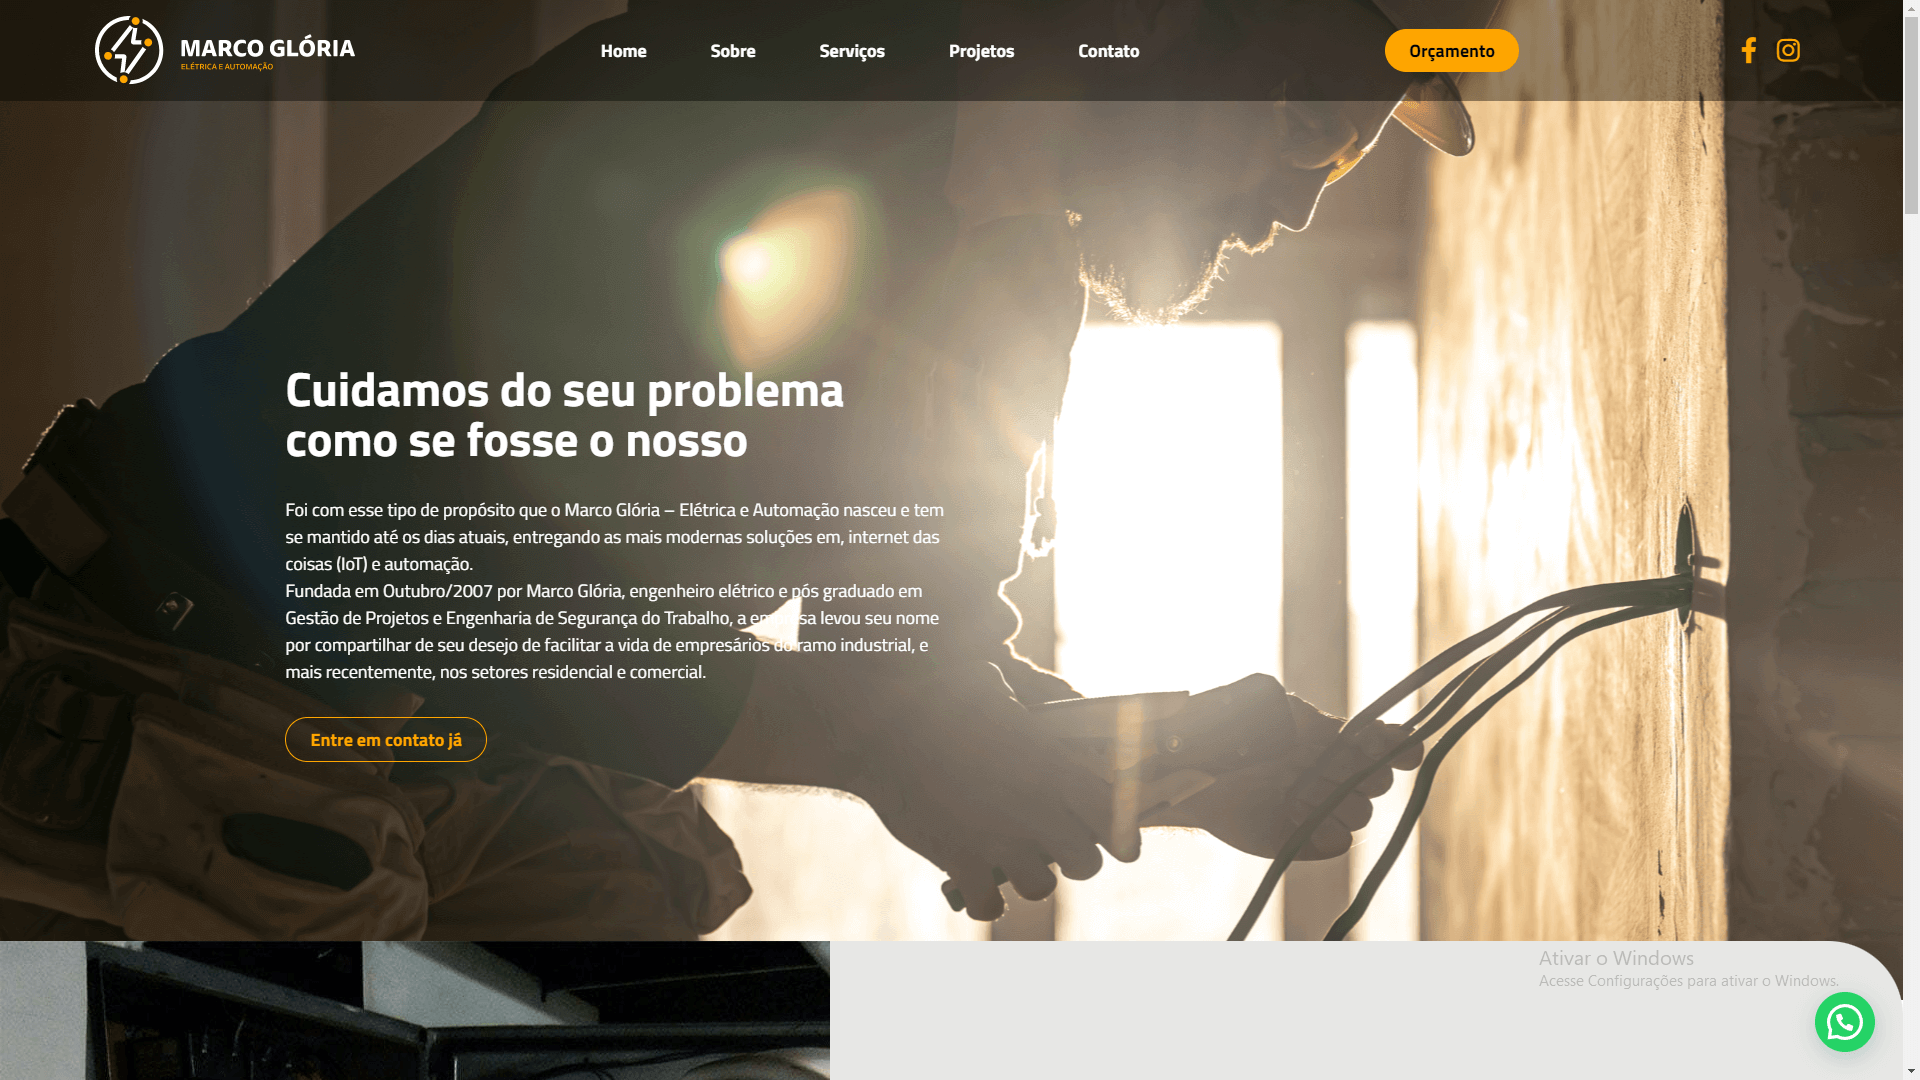 MARCO GLÓRIA
ELÉTRICA E AUTOMAÇÃO
Home
Sobre
Serviços
Projetos
Contato
Orçamento
Cuidamos do seu problema
como se fosse o nosso
Foi com esse tipo de propósito que o Marco Glória – Elétrica e Automação nasceu e tem
se mantido até os dias atuais, entregando as mais modernas soluções em, internet das
coisas (IoT) e automação.
Fundada em Outubro/2007 por Marco Glória, engenheiro elétrico e pós graduado em
Gestão de Projetos e Engenharia de Segurança do Trabalho, a empresa levou seu nome
por compartilhar de seu desejo de facilitar a vida de empresários do ramo industrial, e
mais recentemente, nos setores residencial e comercial.
Entre em contato já
Ativar o Windows
Acesse Configurações para ativar o Windows.